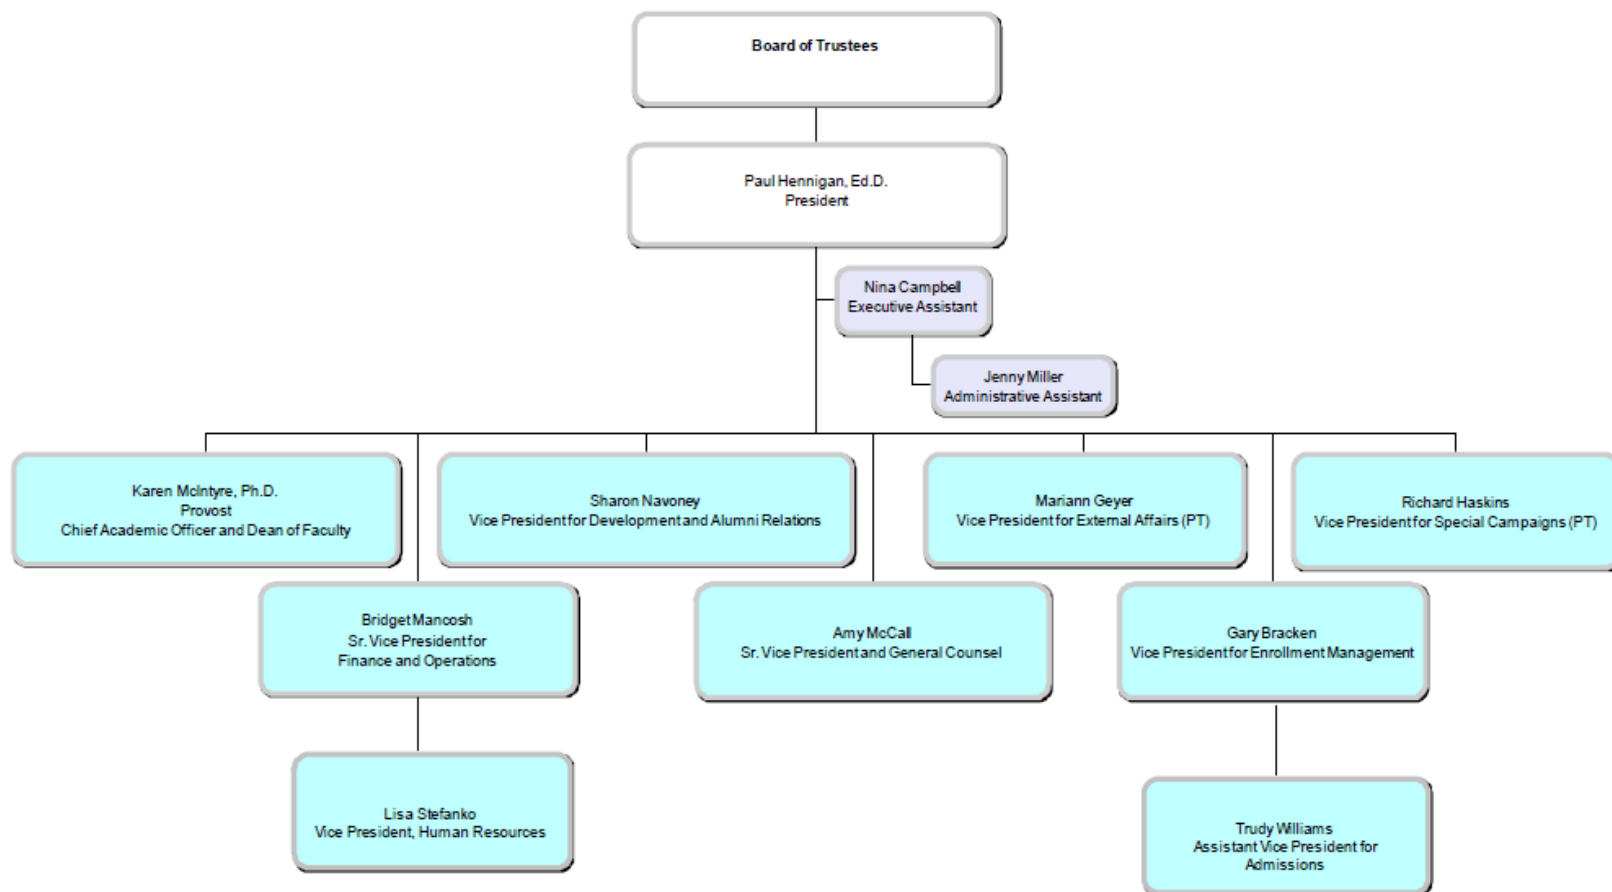 Board of Trustees
Paul Hennigan, Ed.D.
President
Nina Campbell
Executive Assistant
Jenny Miller
Administrative Assistant
Karen McIntyre, Ph.D.
Provost
Chief Academic Officer and Dean of Faculty
Sharon Navoney
Vice President for Development and Alumni Relations
Mariann Geyer
Vice President for External Affairs (PT)
Richard Haskins
Vice President for Special Campaigns (PT)
Bridget Mancosh
Sr. Vice President for
Finance and Operations
Amy McCall
Sr. Vice President and General Counsel
Gary Bracken
Vice President for Enrollment Management
Lisa Stefanko
Vice President, Human Resources
Trudy Williams
Assistant Vice President for
Admissions